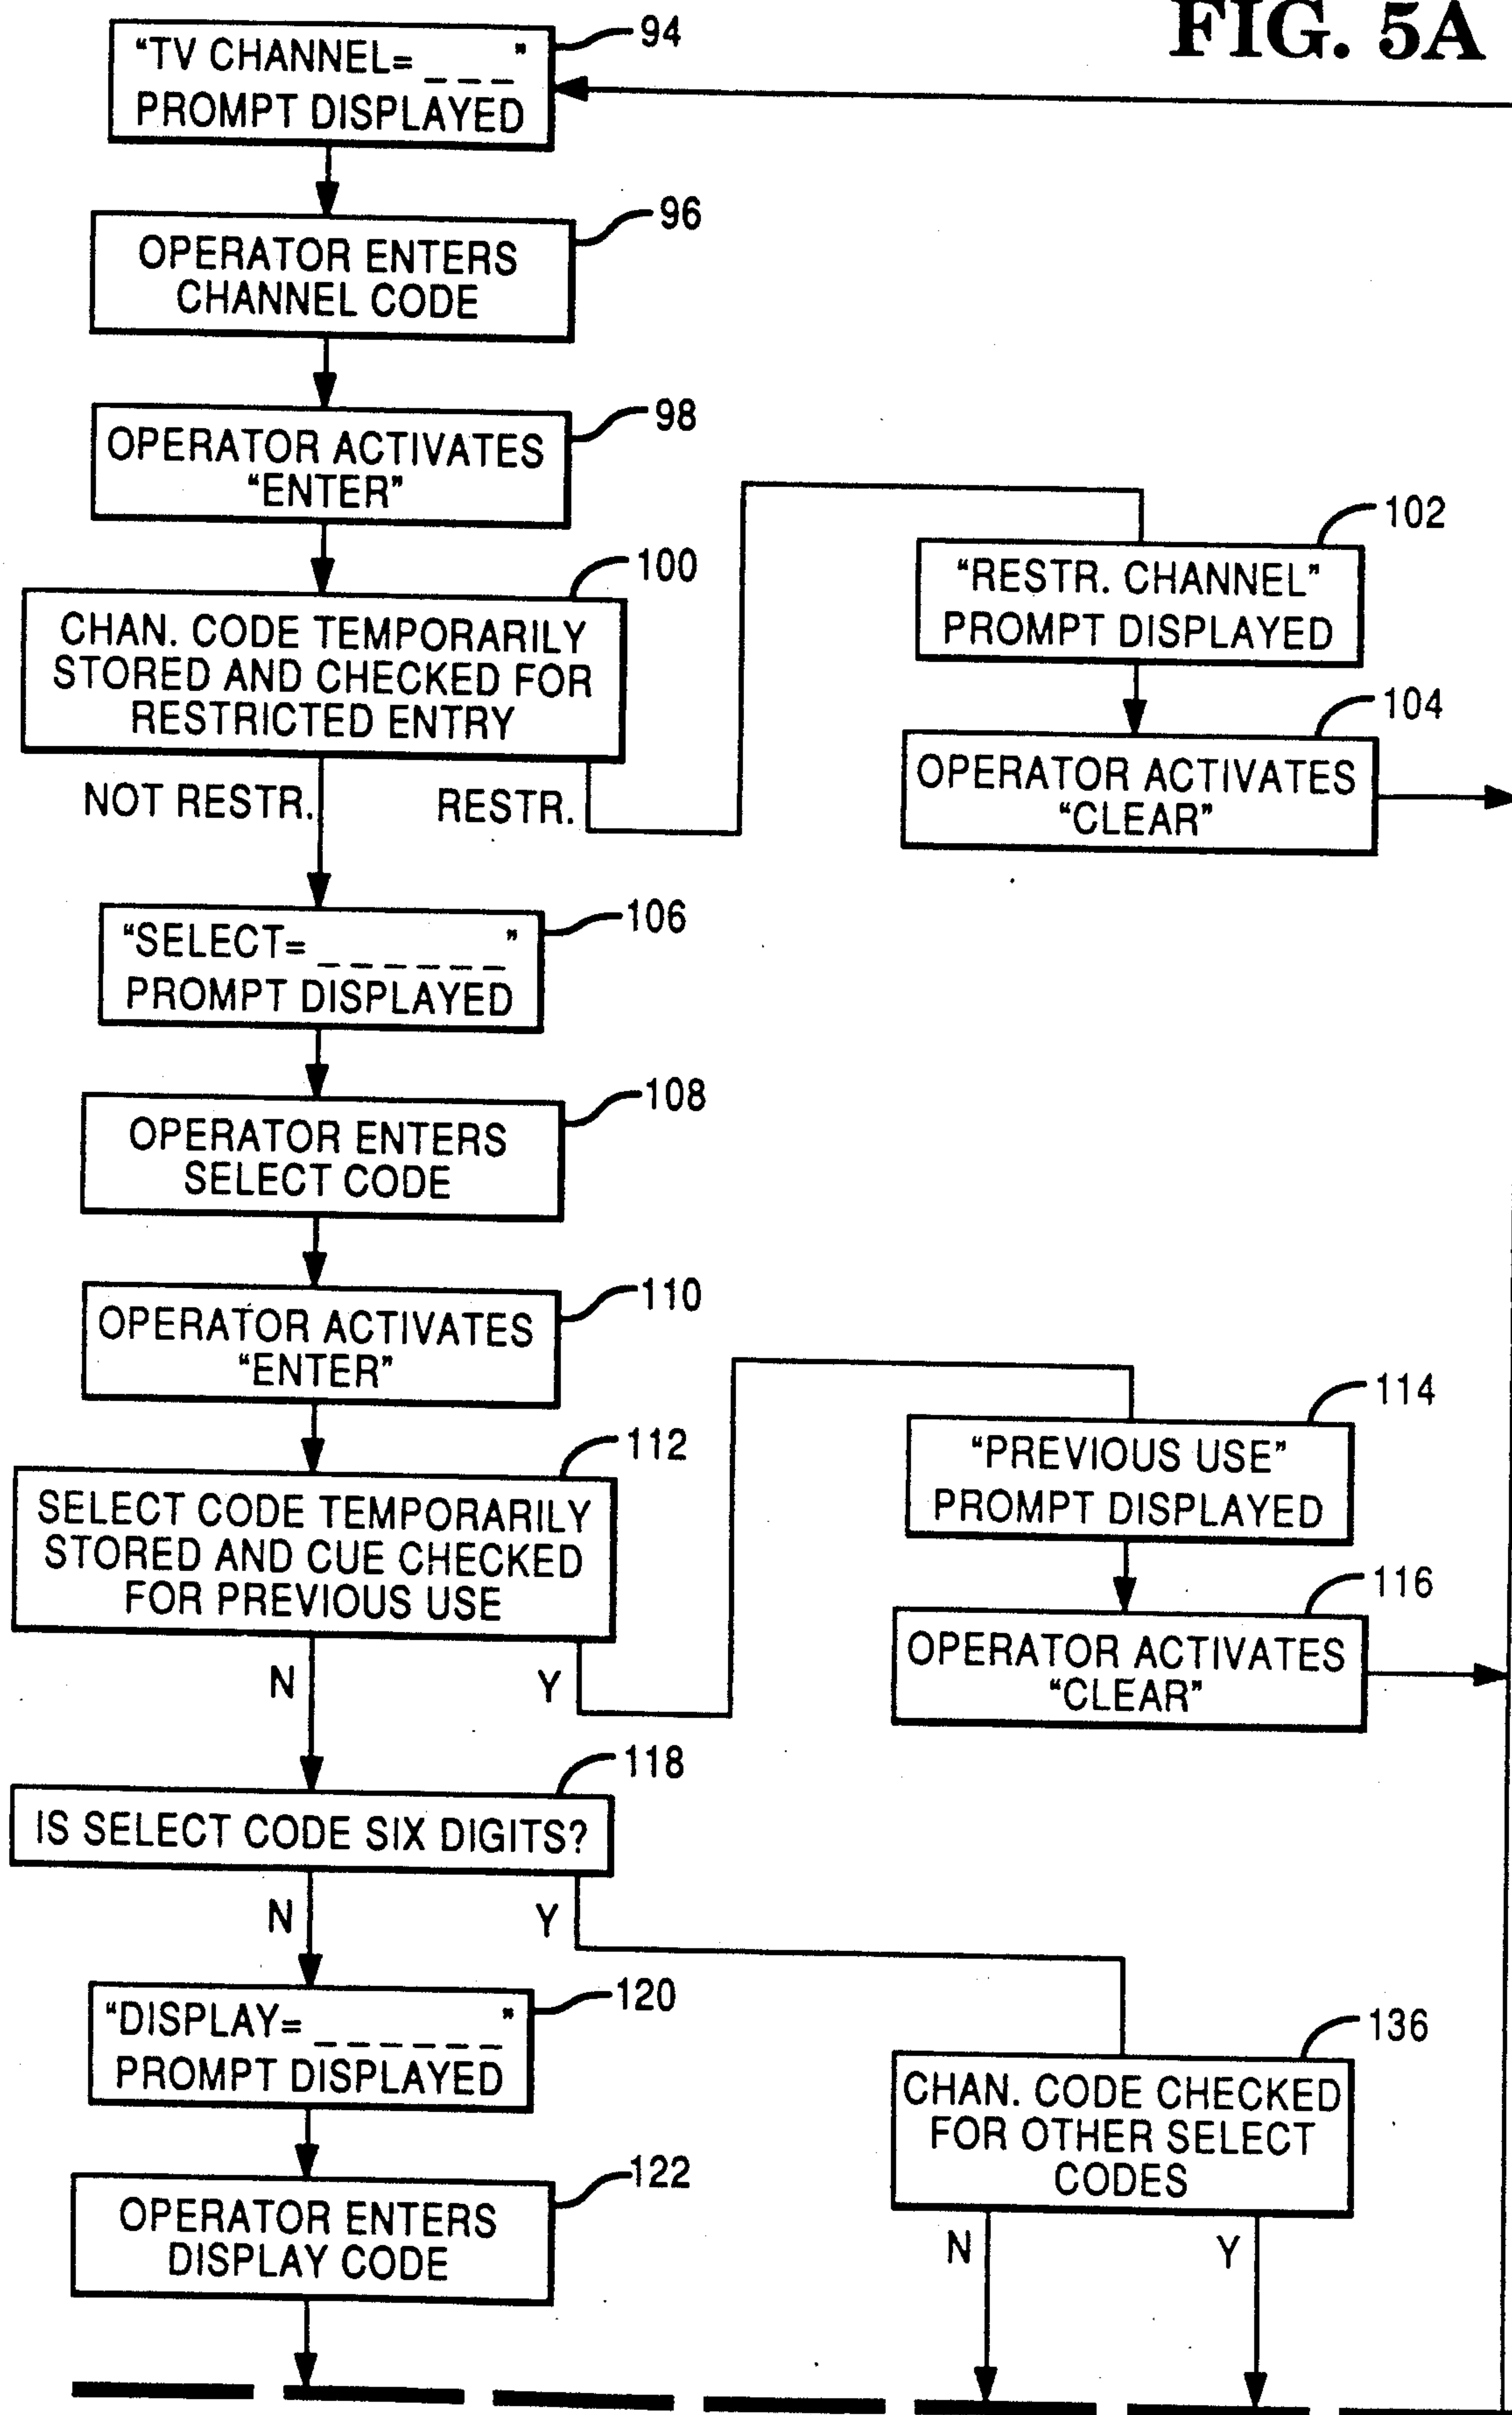 FIG. 5A
94
“TV CHANNEL= _ _ _”
PROMPT DISPLAYED
96
OPERATOR ENTERS
CHANNEL CODE
98
OPERATOR ACTIVATES
“ENTER”
100
CHAN. CODE TEMPORARILY
STORED AND CHECKED FOR
RESTRICTED ENTRY
NOT RESTR.
RESTR.
102
“RESTR. CHANNEL”
PROMPT DISPLAYED
104
OPERATOR ACTIVATES
“CLEAR”
106
“SELECT= _ _ _ _ _ _”
PROMPT DISPLAYED
108
OPERATOR ENTERS
SELECT CODE
110
OPERATOR ACTIVATES
“ENTER”
112
SELECT CODE TEMPORARILY
STORED AND CUE CHECKED
FOR PREVIOUS USE
N
Y
114
“PREVIOUS USE”
PROMPT DISPLAYED
116
OPERATOR ACTIVATES
“CLEAR”
118
IS SELECT CODE SIX DIGITS?
N
Y
120
“DISPLAY= _ _ _ _ _ _”
PROMPT DISPLAYED
122
OPERATOR ENTERS
DISPLAY CODE
136
CHAN. CODE CHECKED
FOR OTHER SELECT
CODES
N
Y